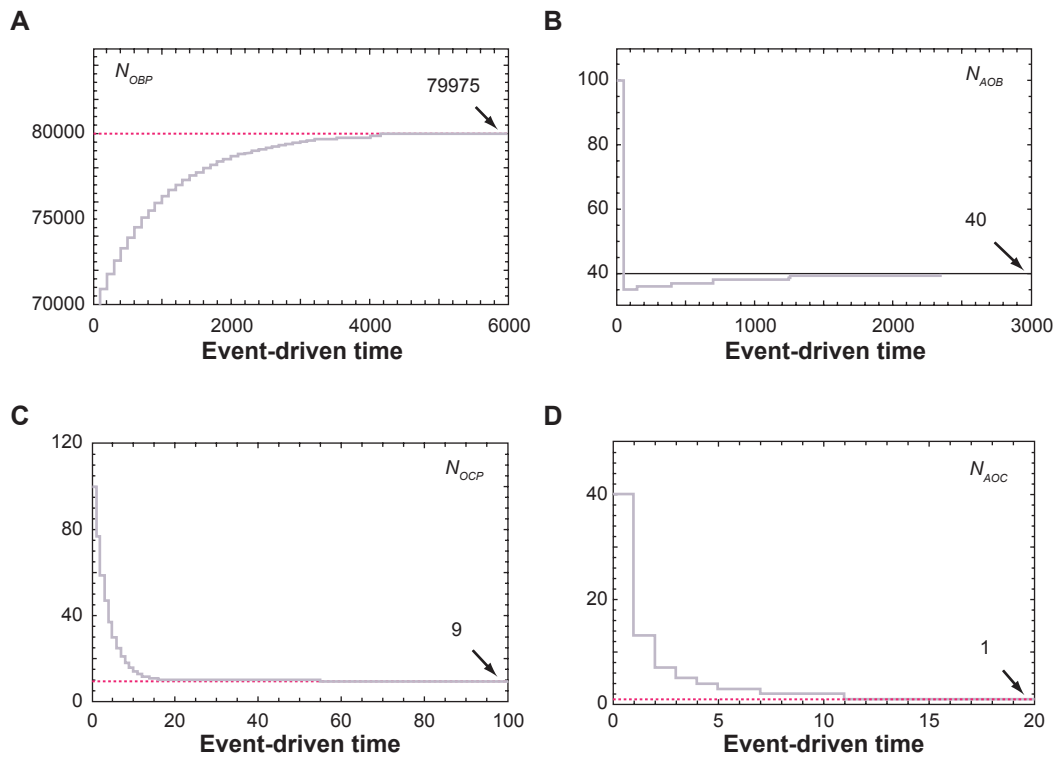 A
N_OBP
79975
80000
75000
70000
0 2000 4000 6000
Event-driven time
B
N_AOB
100
80
60
40
40
0 1000 2000 3000
Event-driven time
C
N_OCP
120
80
40
0
9
0 20 40 60 80 100
Event-driven time
D
N_AOC
40
20
0
1
0 5 10 15 20
Event-driven time